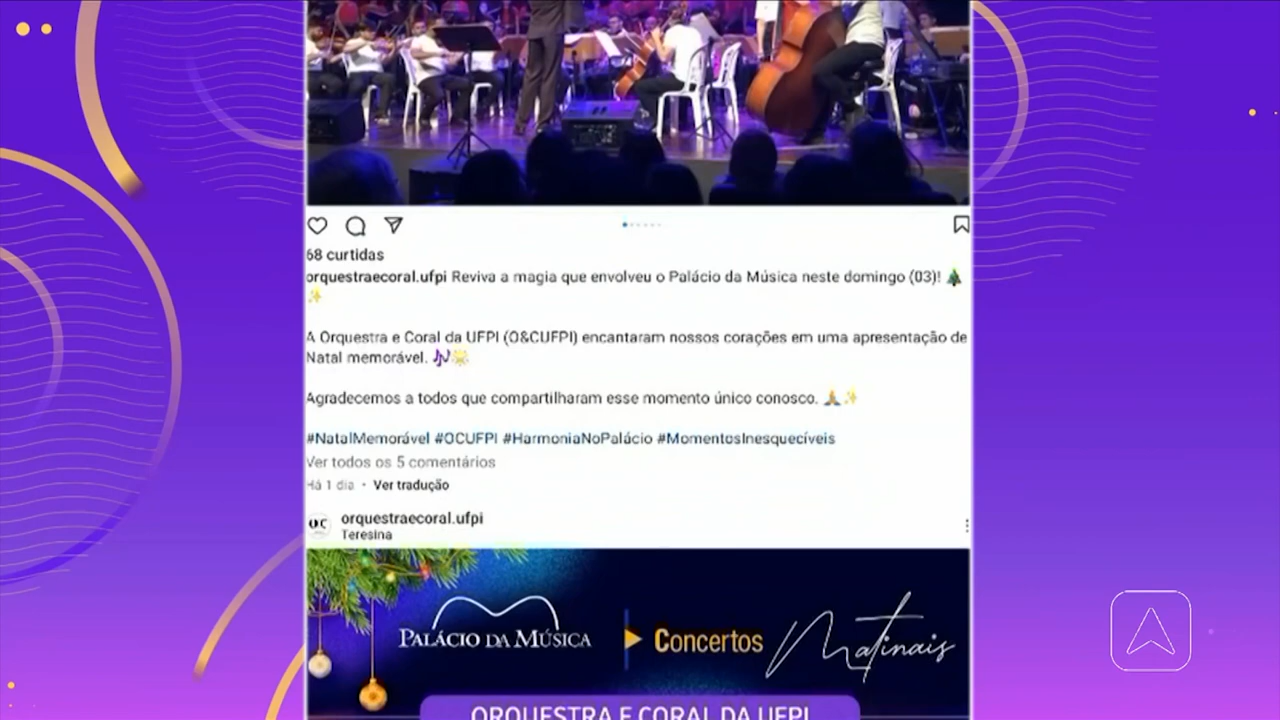 68 curtidas
orquestraecoral.ufpi Reviva a magia que envolveu o Palácio da Música neste domingo (03)! 🎄
✨
A Orquestra e Coral da UFPI (O&CUFPI) encantaram nossos corações em uma apresentação de
Natal memorável. 🎶🌟
Agradecemos a todos que compartilharam esse momento único conosco. 🙏✨
#NatalMemorável #OCUFPI #HarmoniaNoPalácio #MomentosInesquecíveis
Ver todos os 5 comentários
Há 1 dia • Ver tradução
orquestraecoral.ufpi
Teresina
PALÁCIO DA MÚSICA
Concertos
Matinais
ORQUESTRA E CORAL DA UFPI